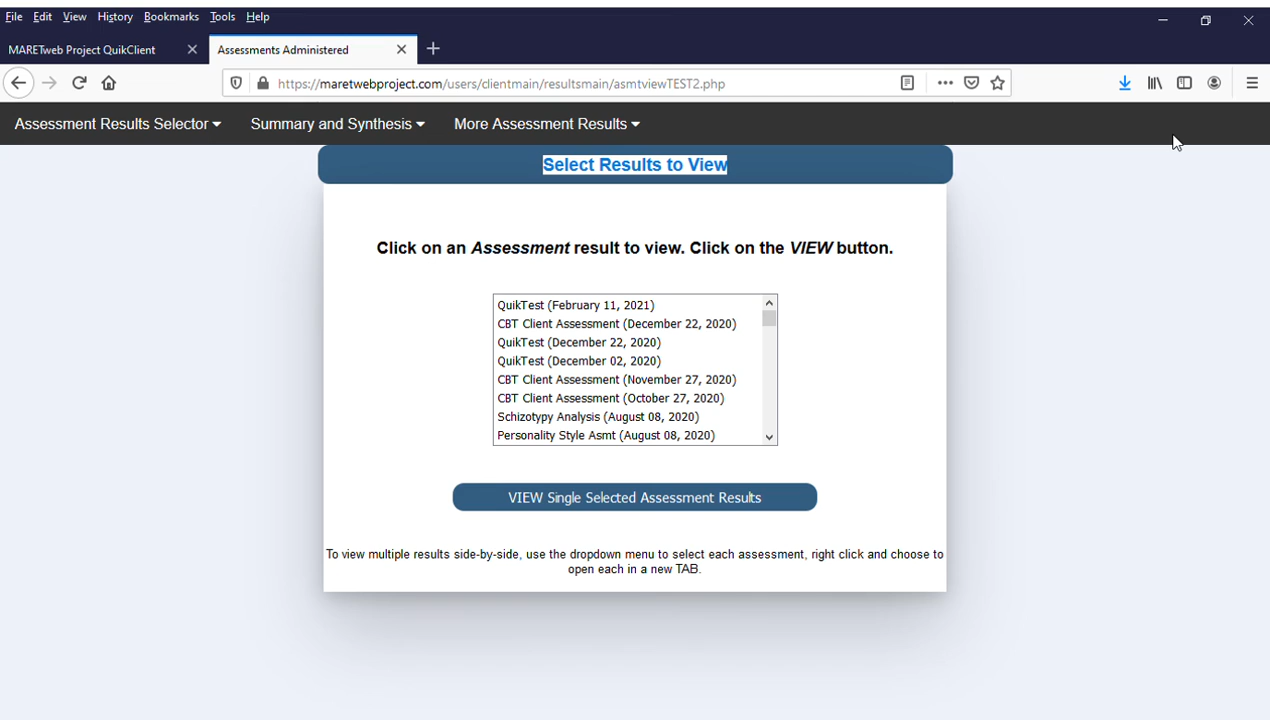 File Edit View History Bookmarks Tools Help
MARETweb Project QuikClient
Assessments Administered
https://maretwebproject.com/users/clientmain/resultsmain/asmtviewTEST2.php
Assessment Results Selector Summary and Synthesis More Assessment Results
Select Results to View
Click on an Assessment result to view. Click on the VIEW button.
QuikTest (February 11, 2021)
CBT Client Assessment (December 22, 2020)
QuikTest (December 22, 2020)
QuikTest (December 02, 2020)
CBT Client Assessment (November 27, 2020)
CBT Client Assessment (October 27, 2020)
Schizotypy Analysis (August 08, 2020)
Personality Style Asmt (August 08, 2020)
VIEW Single Selected Assessment Results
To view multiple results side-by-side, use the dropdown menu to select each assessment, right click and choose to
open each in a new TAB.